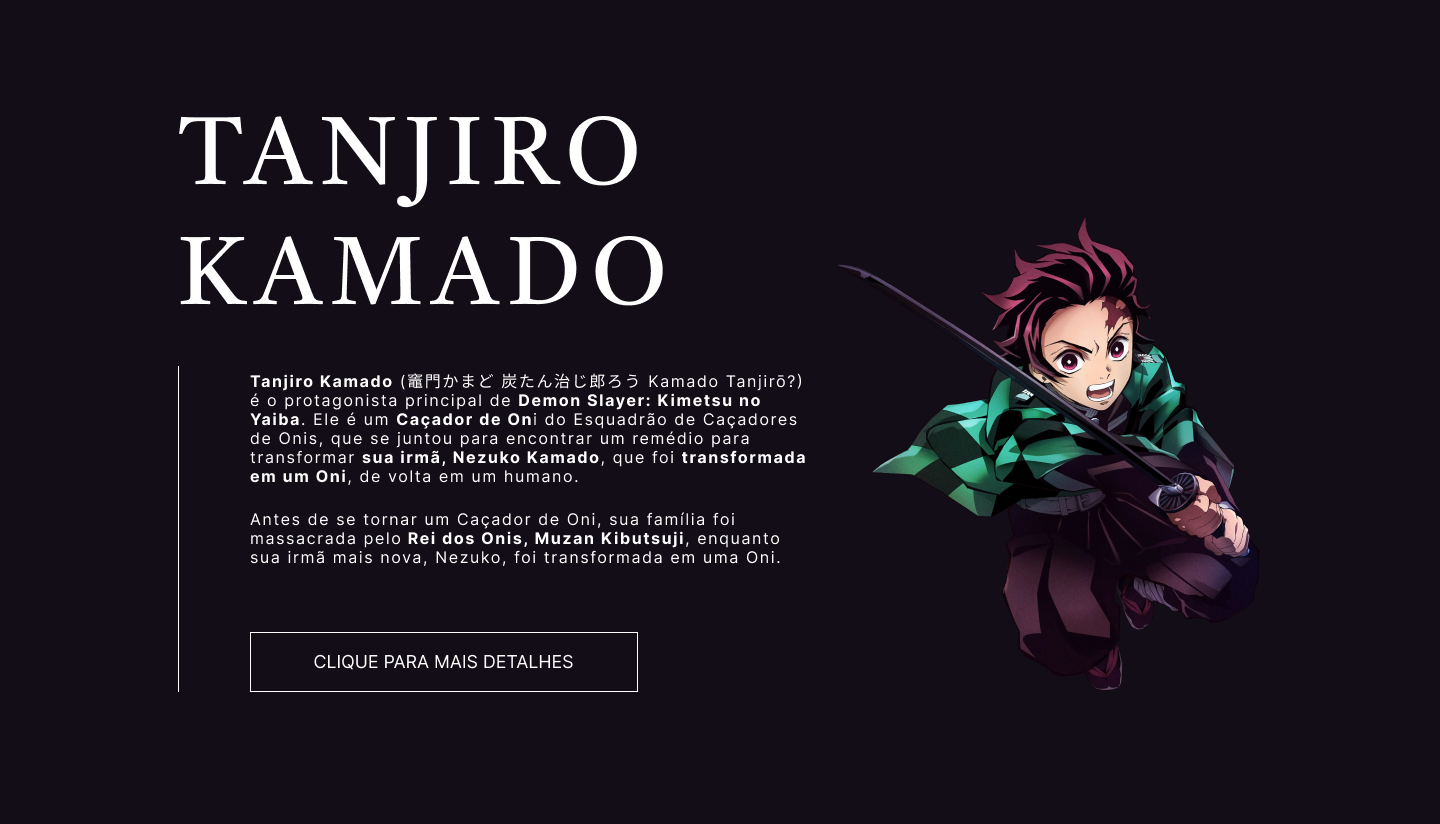 TANJIRO
KAMADO
Tanjiro Kamado (竈門かまど 炭たん治じ郎ろう Kamado Tanjirō?)
é o protagonista principal de Demon Slayer: Kimetsu no
Yaiba. Ele é um Caçador de Oni do Esquadrão de Caçadores
de Onis, que se juntou para encontrar um remédio para
transformar sua irmã, Nezuko Kamado, que foi transformada
em um Oni, de volta em um humano.
Antes de se tornar um Caçador de Oni, sua família foi
massacrada pelo Rei dos Onis, Muzan Kibutsuji, enquanto
sua irmã mais nova, Nezuko, foi transformada em uma Oni.
CLIQUE PARA MAIS DETALHES